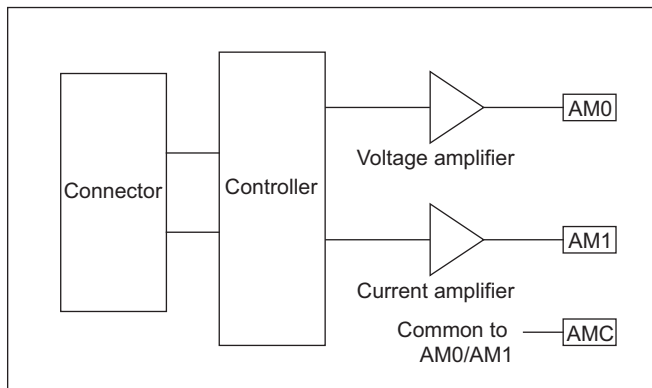 AM0
Voltage amplifier
Connector
Controller
AM1
Current amplifier
Common to
AM0/AM1
AMC